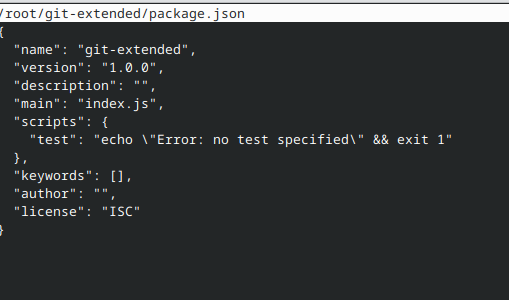 /root/git-extended/package.json
{
"name": "git-extended",
"version": "1.0.0",
"description": "",
"main": "index.js",
"scripts": {
"test": "echo \"Error: no test specified\" && exit 1"
},
"keywords": [],
"author": "",
"license": "ISC"
}